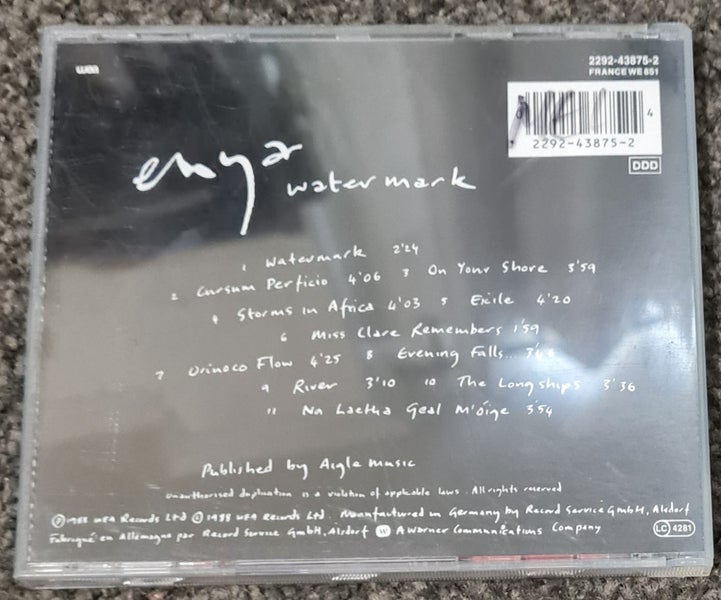 wea
2292-43875-2
FRANCE WE 851
4
2292-43875-2
DDD
enya
watermark
1 Watermark 2'24
2 Cursum Perficio 4'06 3 On Your Shore 3'59
4 Storms in Africa 4'03 5 Exile 4'20
6 Miss Clare Remembers 1'59
7 Orinoco Flow 4'25 8 Evening Falls...
9 River 3'10 10 The Longships 3'36
11 Na Laetha Geal M'óige 3'54
Published by Aigle Music
Unauthorised duplication is a violation of applicable laws. All rights reserved
℗ 1988 WEA Records Ltd © 1988 WEA Records Ltd. Manufactured in Germany by Record Service GmbH, Alsdorf
Fabriqué en Allemagne par Record Service GmbH, Alsdorf W A Warner Communications Company
LC 4281